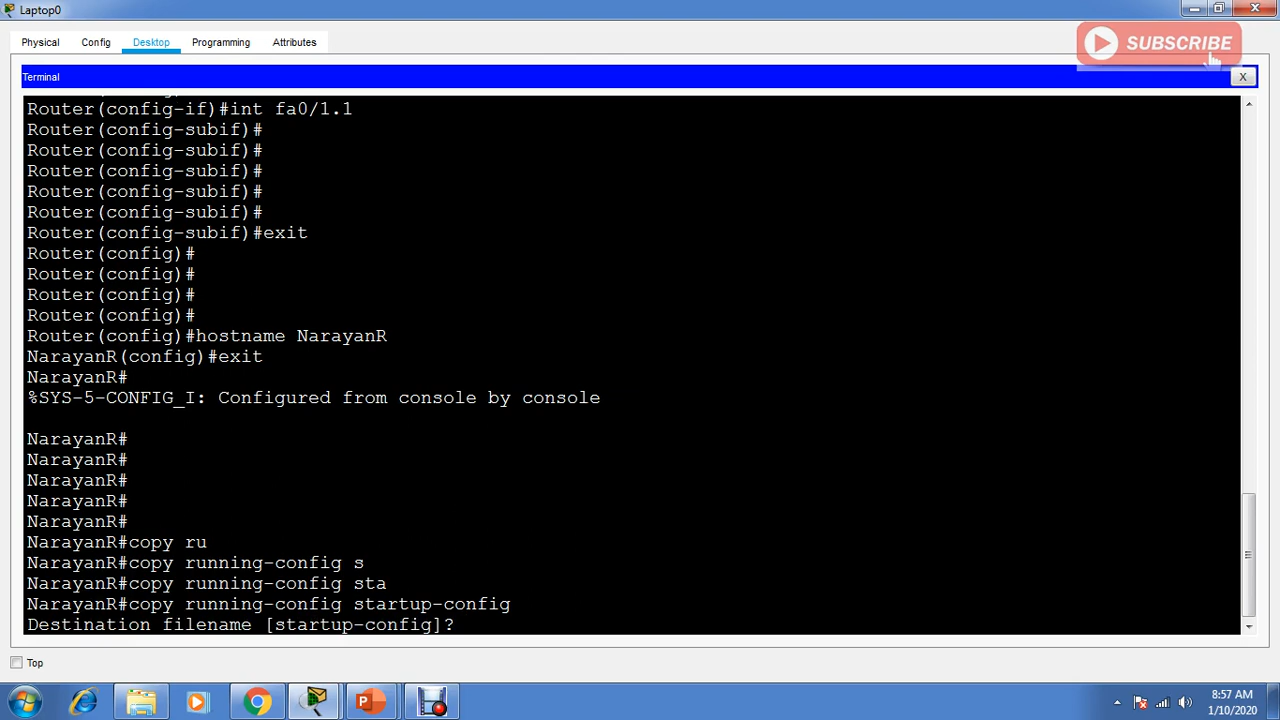 Laptop0
Physical Config Desktop Programming Attributes
SUBSCRIBE
Terminal
X
Router(config-if)#int fa0/1.1
Router(config-subif)#
Router(config-subif)#
Router(config-subif)#
Router(config-subif)#
Router(config-subif)#
Router(config-subif)#exit
Router(config)#
Router(config)#
Router(config)#
Router(config)#
Router(config)#hostname NarayanR
NarayanR(config)#exit
NarayanR#
%SYS-5-CONFIG_I: Configured from console by console
NarayanR#
NarayanR#
NarayanR#
NarayanR#
NarayanR#
NarayanR#copy ru
NarayanR#copy running-config s
NarayanR#copy running-config sta
NarayanR#copy running-config startup-config
Destination filename [startup-config]?
Top
8:57 AM
1/10/2020